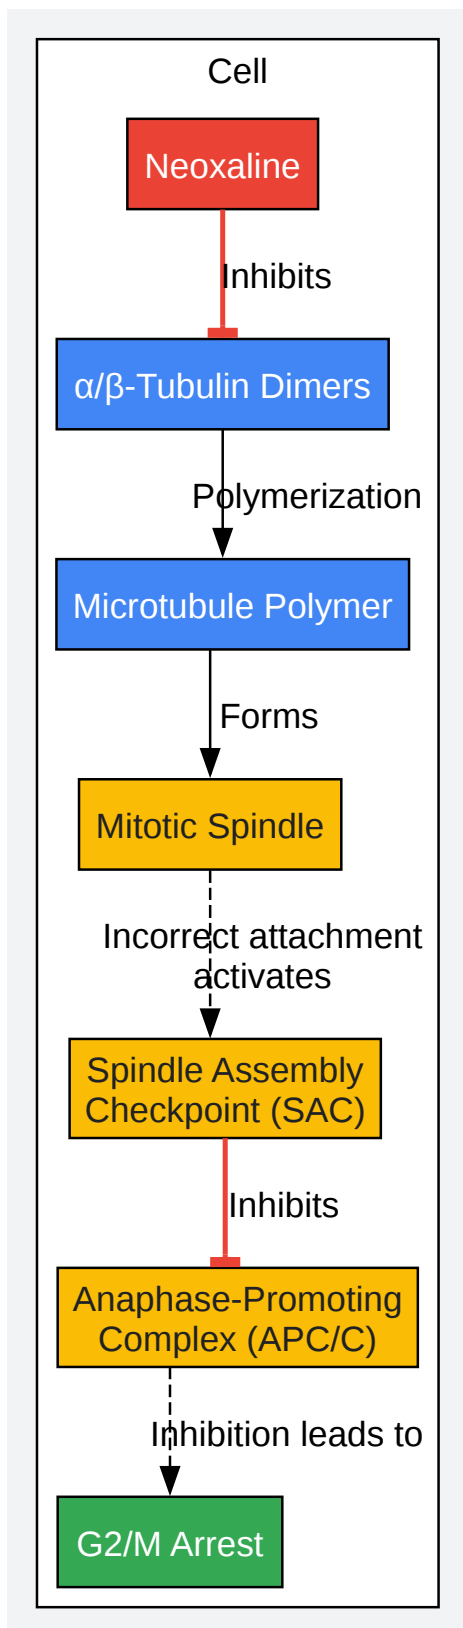 Cell
Neoxaline
Inhibits
α/β-Tubulin Dimers
Polymerization
Microtubule Polymer
Forms
Mitotic Spindle
Incorrect attachment
activates
Spindle Assembly
Checkpoint (SAC)
Inhibits
Anaphase-Promoting
Complex (APC/C)
Inhibition leads to
G2/M Arrest